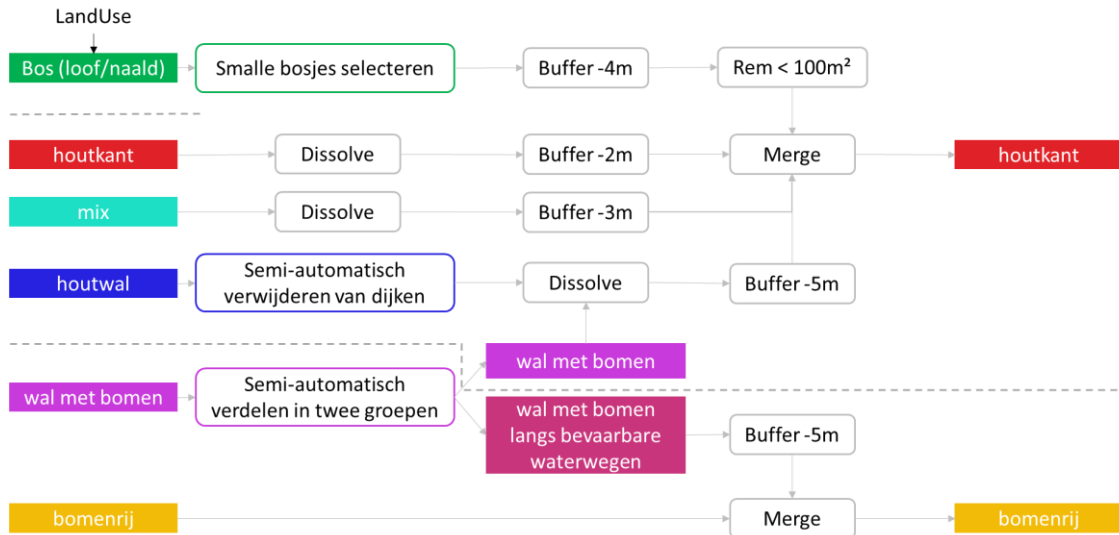 LandUse
Bos (loof/naald)
Smalle bosjes selecteren
Buffer -4m
Rem < 100m²
houtkant
Dissolve
Buffer -2m
Merge
houtkant
mix
Dissolve
Buffer -3m
houtwal
Semi-automatisch
verwijderen van dijken
Dissolve
Buffer -5m
wal met bomen
wal met bomen
Semi-automatisch
verdelen in twee groepen
wal met bomen
langs bevaarbare
waterwegen
Buffer -5m
bomenrij
Merge
bomenrij